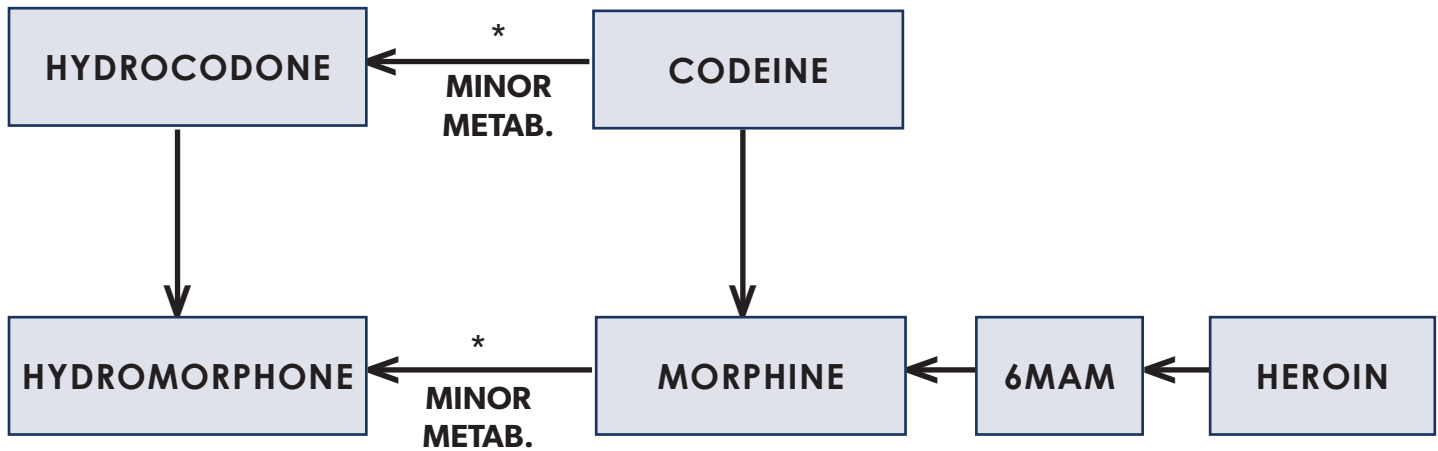 HYDROCODONE
*
MINOR
METAB.
CODEINE
HYDROMORPHONE
*
MINOR
METAB.
MORPHINE
6MAM
HEROIN